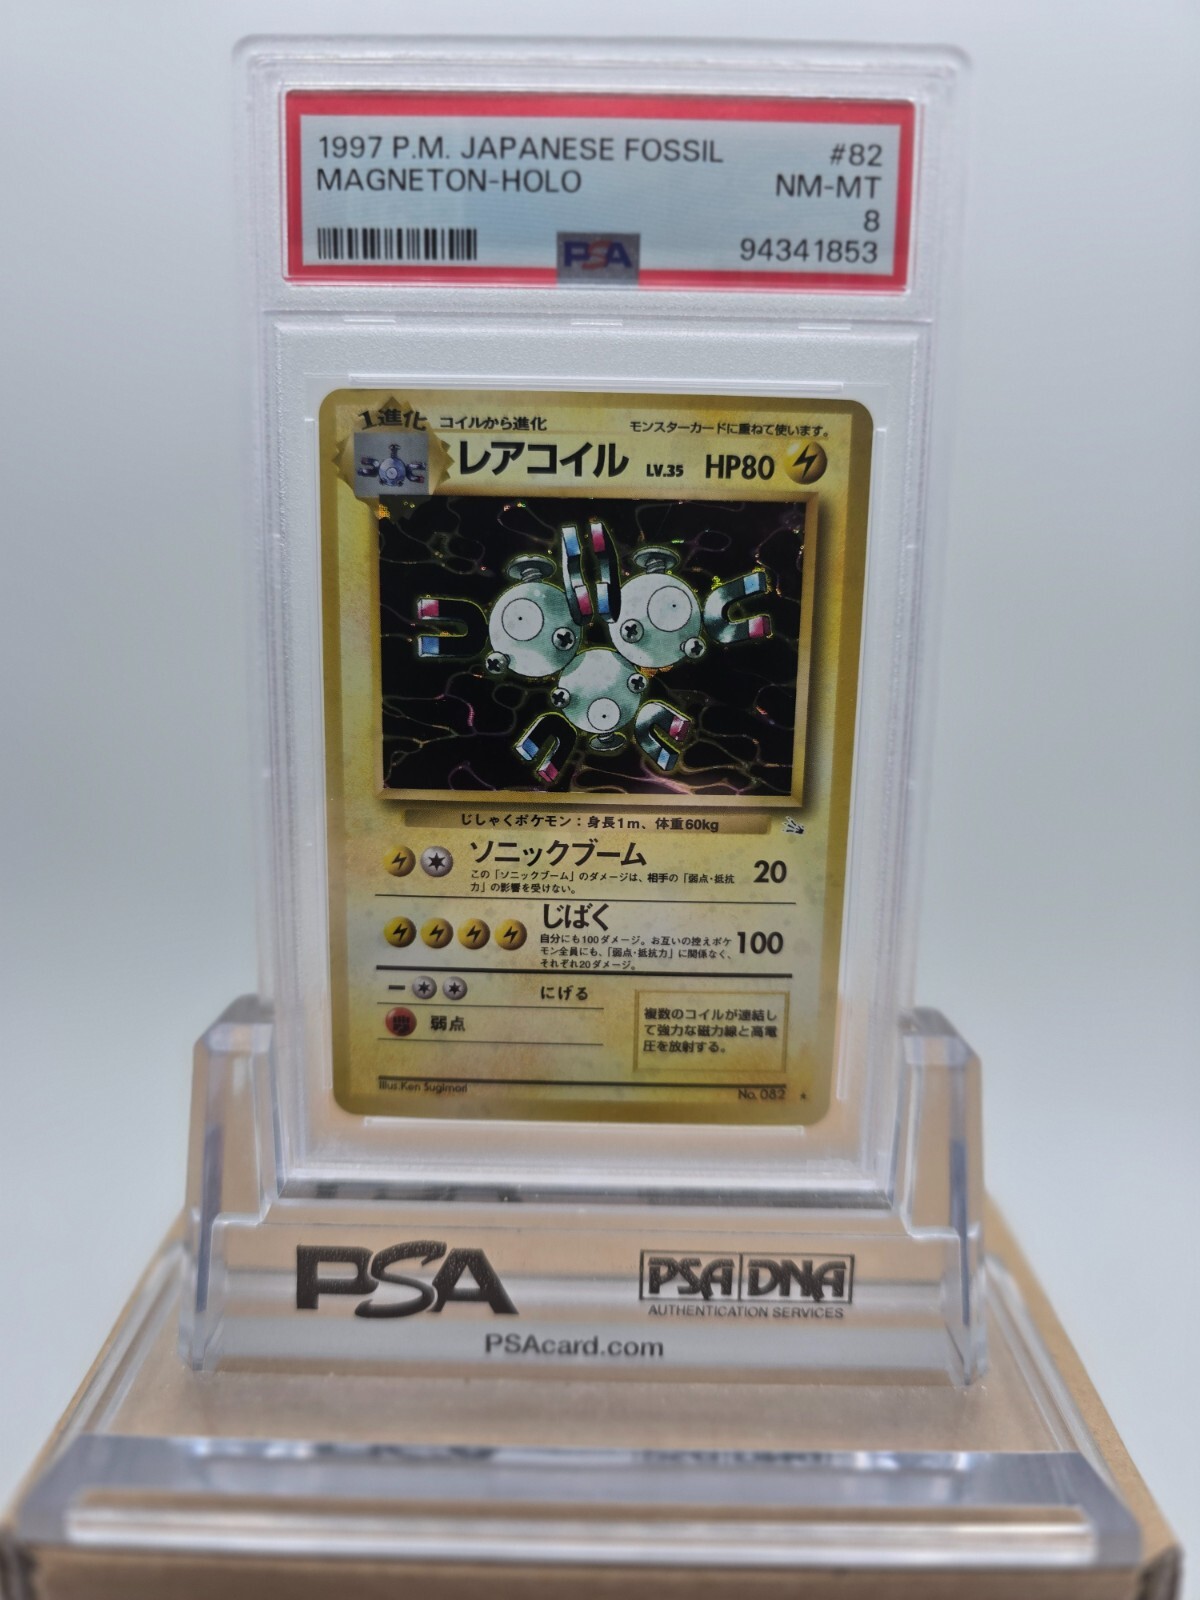 1997 P.M. JAPANESE FOSSIL #82
MAGNETON-HOLO NM-MT
8
PSA 94341853
1進化 コイルから進化 モンスターカードに重ねて使います。
レアコイル LV.35 HP80
じしゃくポケモン：身長1m、体重60kg
ソニックブーム 20
この「ソニックブーム」のダメージは、相手の「弱点・抵抗
力」の影響を受けない。
じばく 100
自分にも100ダメージ。お互いの控えポケ
モン全員にも、「弱点・抵抗力」に関係なく、
それぞれ20ダメージ。
にげる
弱点
複数のコイルが連結し
て強力な磁力線と高電
圧を放射する。
Illus.Ken Sugimori No. 082 ★
PSA PSA DNA
AUTHENTICATION SERVICES
PSAcard.com